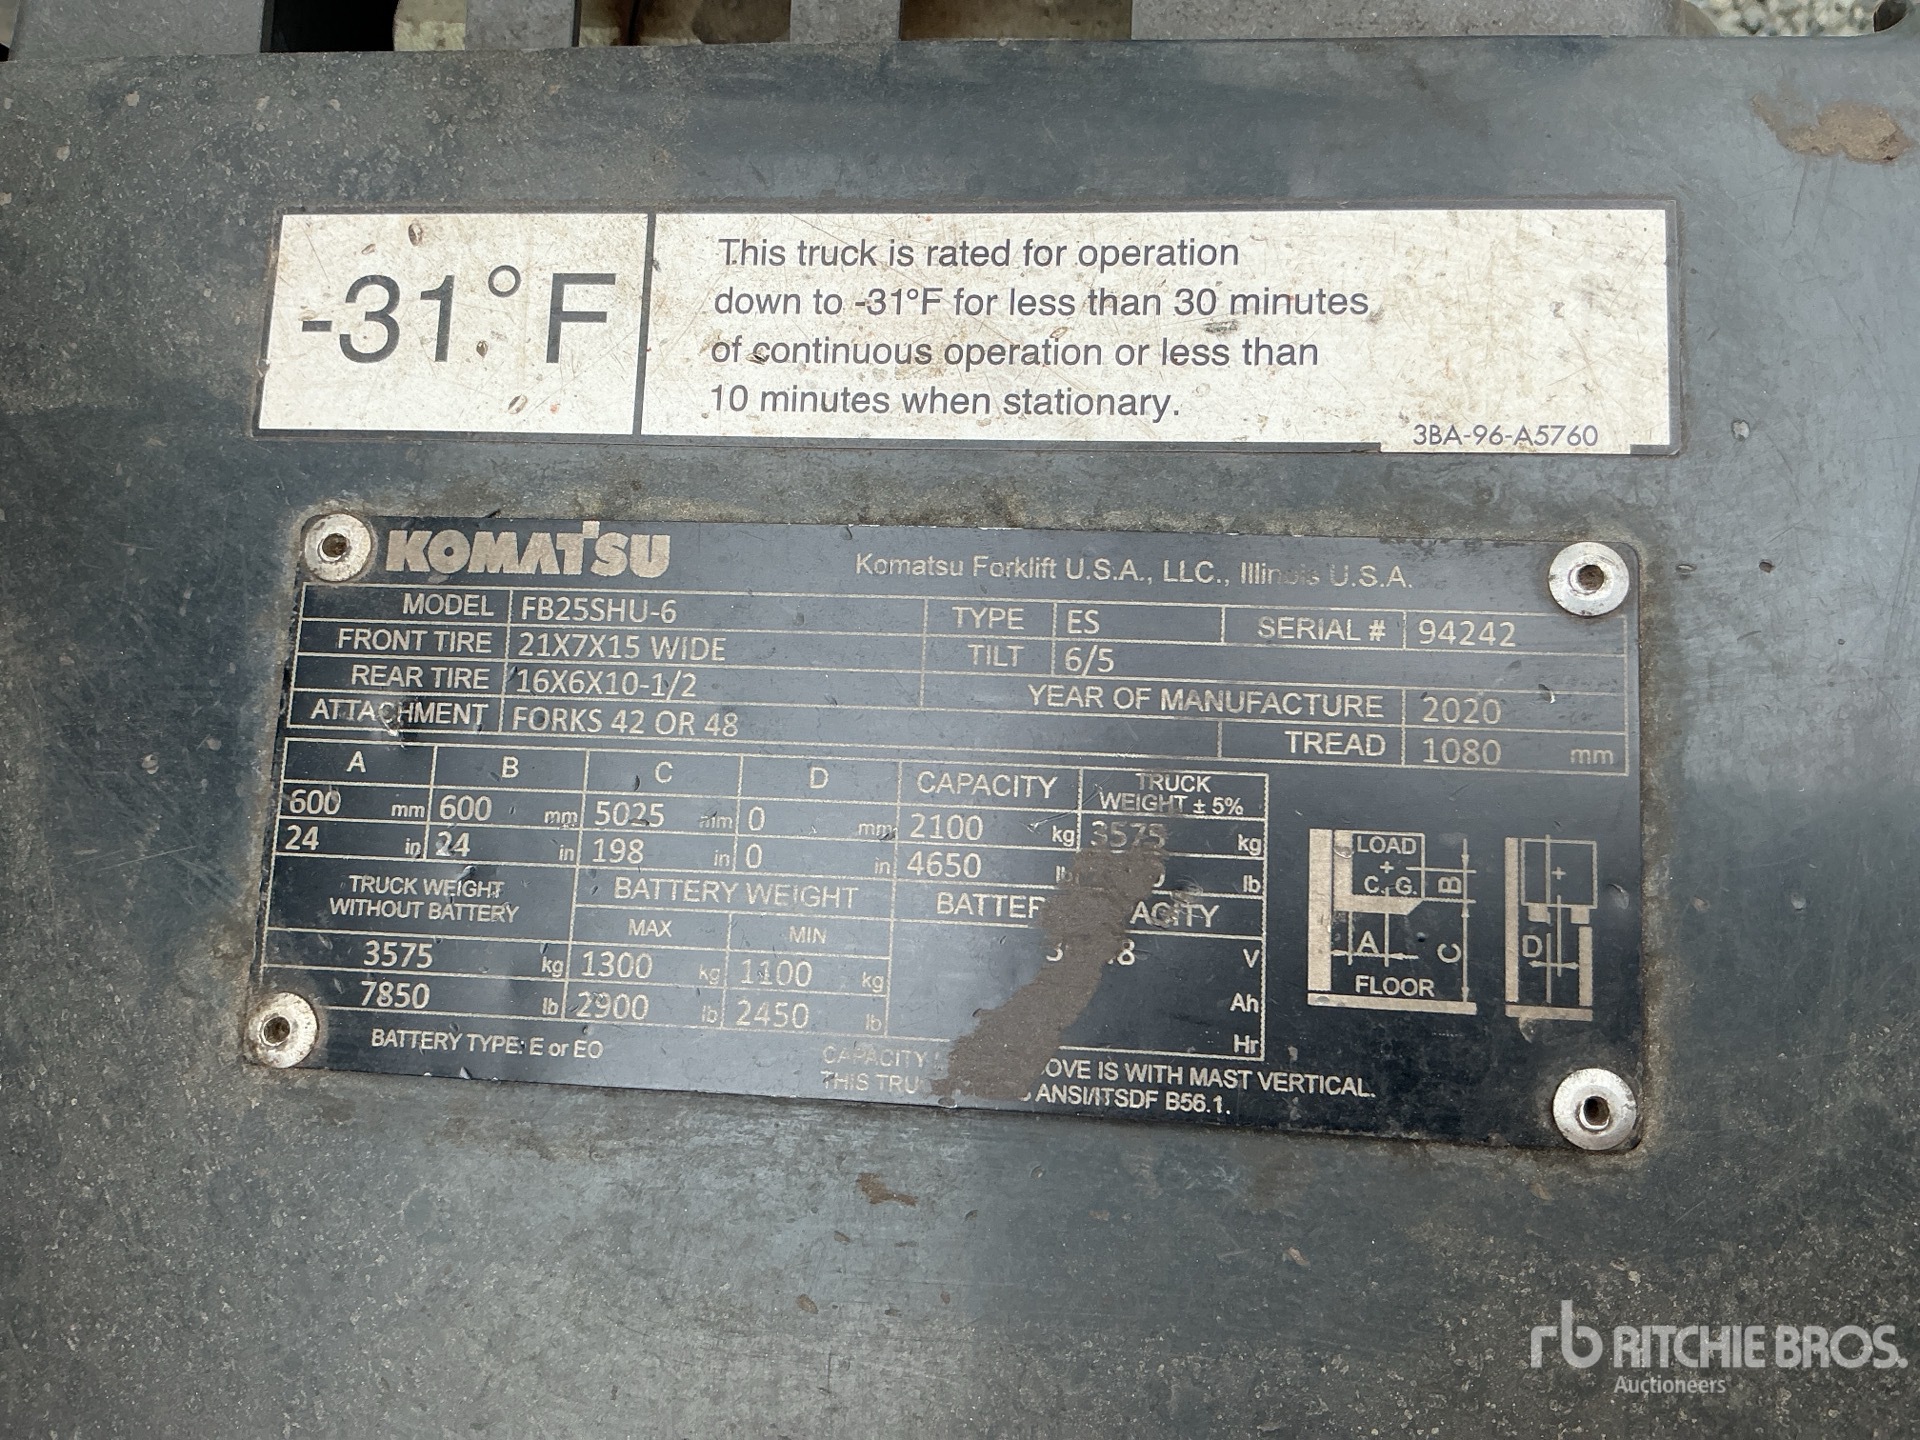 -31°F
This truck is rated for operation
down to -31°F for less than 30 minutes
of continuous operation or less than
10 minutes when stationary.
3BA-96-A5760
KOMATSU Komatsu Forklift U.S.A., LLC., Illinois U.S.A.
MODEL FB25SHU-6 TYPE ES SERIAL # 94242
FRONT TIRE 21X7X15 WIDE TILT 6/5
REAR TIRE 16X6X10-1/2 YEAR OF MANUFACTURE 2020
ATTACHMENT FORKS 42 OR 48 TREAD 1080 mm
A B C D CAPACITY TRUCK WEIGHT ± 5%
600 mm 600 mm 5025 mm 0 mm 2100 kg 3575 kg
24 in 24 in 198 in 0 in 4650 lb lb
TRUCK WEIGHT WITHOUT BATTERY BATTERY WEIGHT
MAX MIN
3575 kg 1300 kg 1100 kg V
7850 lb 2900 lb 2450 lb Ah
Hr
BATTERY TYPE: E or EO
CAPACITY IS WITH MAST VERTICAL.
THIS ANSI/ITSDF B56.1.
LOAD
C. G.
A
B
C
FLOOR
D
rb RITCHIE BROS.
Auctioneers